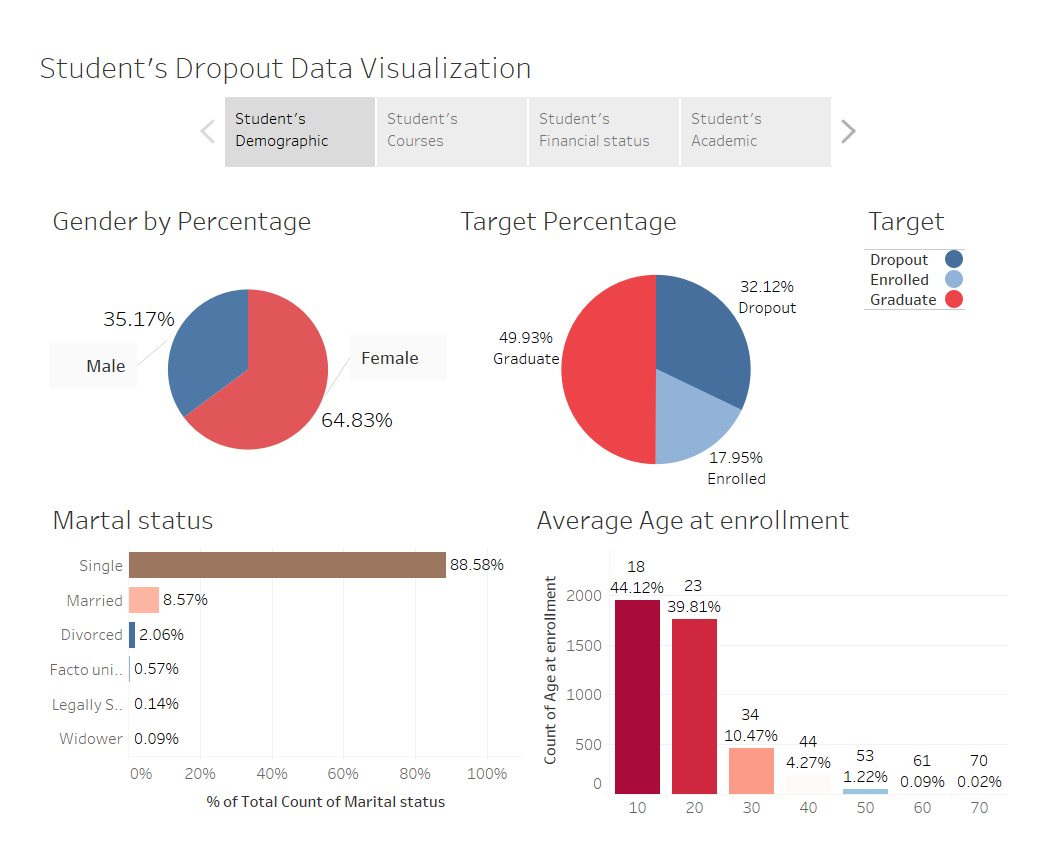 Student's Dropout Data Visualization
Student's
Demographic
Student's
Courses
Student's
Financial status
Student's
Academic
Gender by Percentage
35.17%
Male
Female
64.83%
Target Percentage
32.12%
Dropout
49.93%
Graduate
17.95%
Enrolled
Target
Dropout
Enrolled
Graduate
Martal status
Single
88.58%
Married
8.57%
Divorced
2.06%
Facto uni..
0.57%
Legally S..
0.14%
Widower
0.09%
0%
20%
40%
60%
80%
100%
% of Total Count of Marital status
Average Age at enrollment
Count of Age at enrollment
2000
1500
1000
500
0
18
44.12%
23
39.81%
34
10.47%
44
4.27%
53
1.22%
61
0.09%
70
0.02%
10
20
30
40
50
60
70